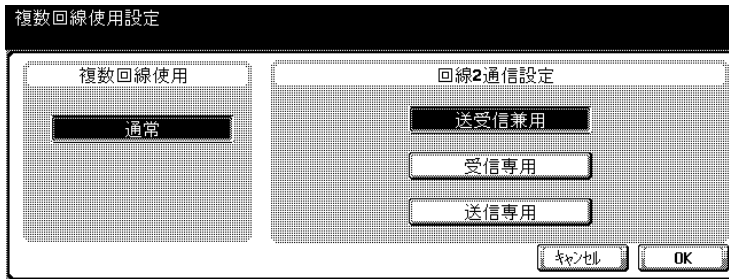 複数回線使用設定
複数回線使用
回線2通信設定
通常
送受信兼用
受信専用
送信専用
ｷｬﾝｾﾙ
OK